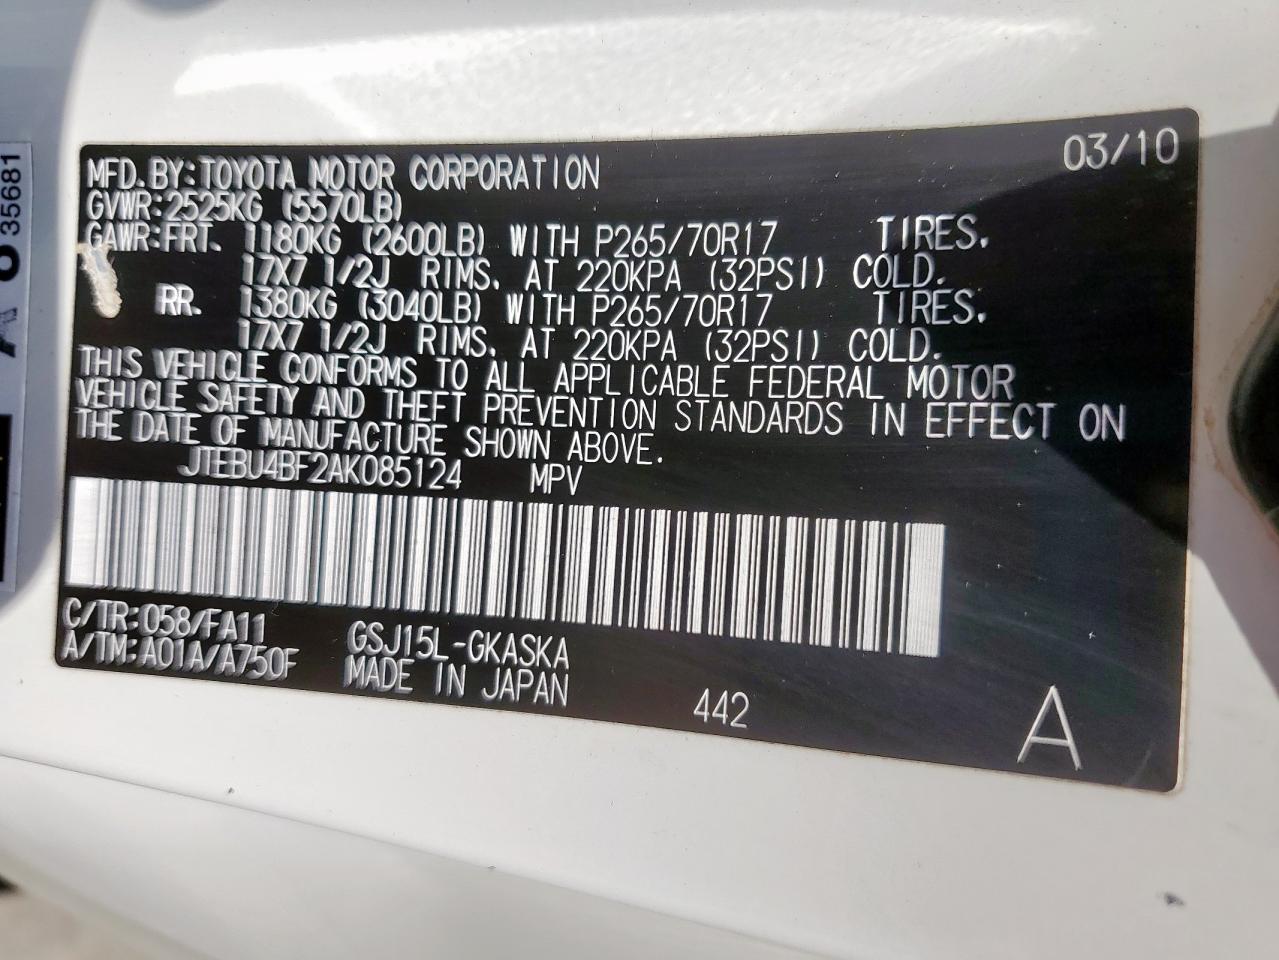 03/10
MFD. BY: TOYOTA MOTOR CORPORATION
GVWR: 2525KG (5570LB)
GAWR: FRT. 1180KG (2600LB) WITH P265/70R17 TIRES.
17X7 1/2J RIMS. AT 220KPA (32PSI) COLD.
RR. 1380KG (3040LB) WITH P265/70R17 TIRES.
17X7 1/2J RIMS. AT 220KPA (32PSI) COLD.
THIS VEHICLE CONFORMS TO ALL APPLICABLE FEDERAL MOTOR
VEHICLE SAFETY AND THEFT PREVENTION STANDARDS IN EFFECT ON
THE DATE OF MANUFACTURE SHOWN ABOVE.
JTEBU4BF2AK085124 MPV
C/TR: 058/FA11 GSJ15L-GKASKA
A/TM: A01A/A750F MADE IN JAPAN
442 A
35681